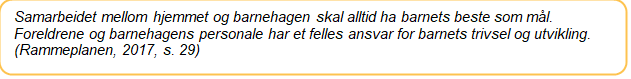 Samarbeidet mellom hjemmet og barnehagen skal alltid ha barnets beste som mål.
Foreldrene og barnehagens personale har et felles ansvar for barnets trivsel og utvikling.
(Rammeplanen, 2017, s. 29)